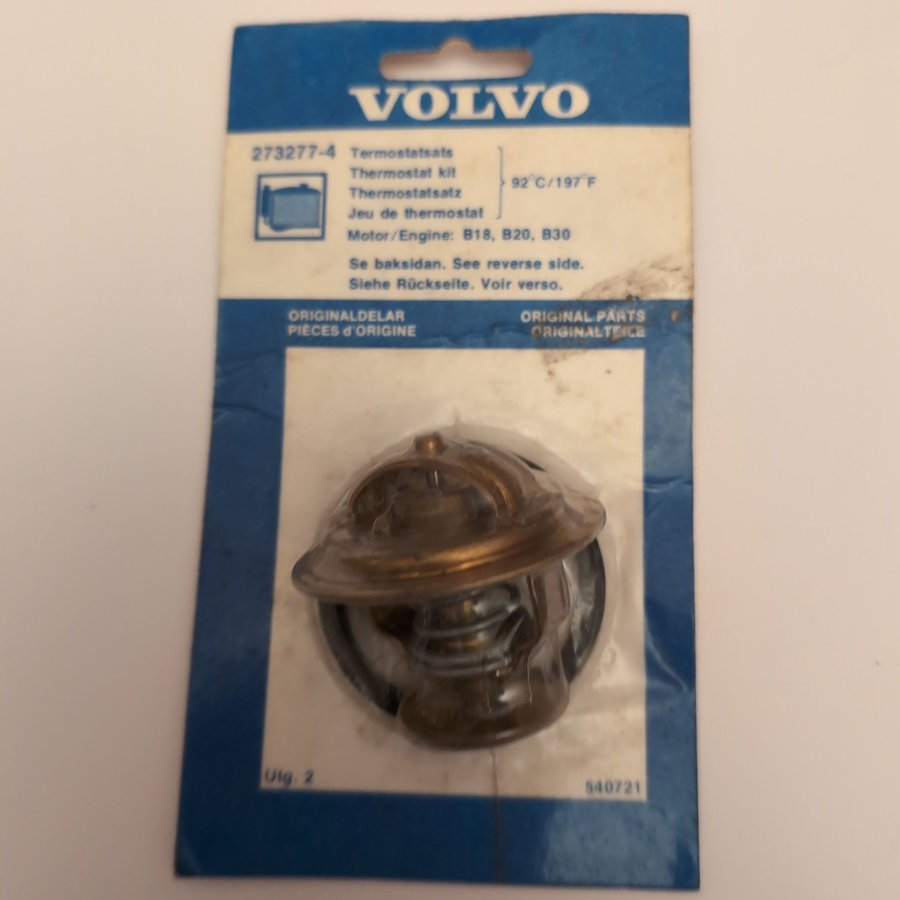 VOLVO
273277-4 Termostatsats
Thermostat kit
Thermostatsatz
Jeu de thermostat
92°C/197°F
Motor/Engine: B18, B20, B30
Se baksidan. See reverse side.
Siehe Rückseite. Voir verso.
ORIGINALDELAR ORIGINAL PARTS
PIÈCES d'ORIGINE ORIGINALTEILE
Utg. 2 540721